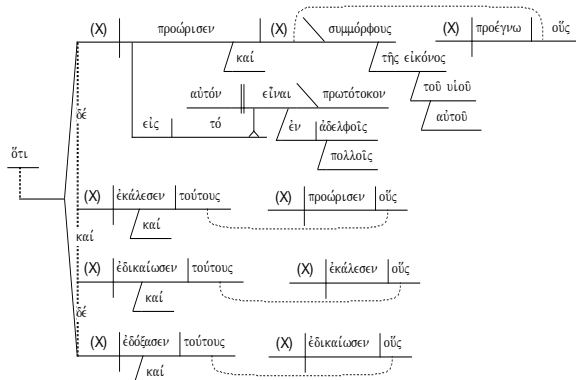 (X) προώρισεν (X) συμμόρφους (X) προέγνω οὕς
καί τῆς εἰκόνος
αὐτόν εἶναι πρωτότοκον τοῦ υἱοῦ
δέ
εἰς τό ἐν ἀδελφοῖς αὐτοῦ
ὅτι πολλοῖς
(X) ἐκάλεσεν τούτους (X) προώρισεν οὕς
καί
καί
(X) ἐδικαίωσεν τούτους (X) ἐκάλεσεν οὕς
καί
δέ
(X) ἐδόξασεν τούτους (X) ἐδικαίωσεν οὕς
καί